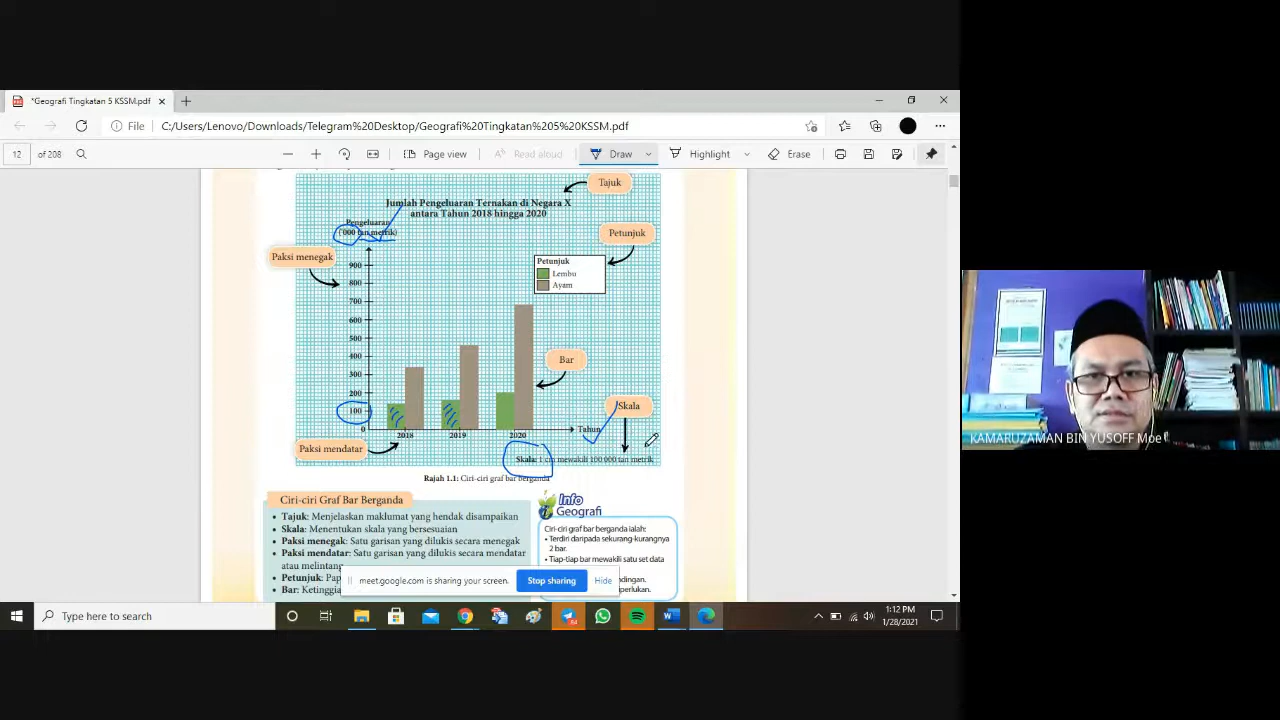 *Geografi Tingkatan 5 KSSM.pdf
File C:/Users/Lenovo/Downloads/Telegram%20Desktop/Geografi%20Tingkatan%205%20KSSM.pdf
12 of 208 Page view Read aloud Draw Highlight Erase
Tajuk
Jumlah Pengeluaran Ternakan di Negara X
antara Tahun 2018 hingga 2020
Pengeluaran
('000 tan metrik)
Petunjuk
Paksi menegak
Petunjuk
Lembu
Ayam
900
800
700
600
500
400
300
200
100
0
Bar
Skala
2018 2019 2020 Tahun
Paksi mendatar
Skala: 1 cm mewakili 100 000 tan metrik
Rajah 1.1: Ciri-ciri graf bar berganda
Ciri-ciri Graf Bar Berganda
• Tajuk: Menjelaskan maklumat yang hendak disampaikan
• Skala: Menentukan skala yang bersesuaian
• Paksi menegak: Satu garisan yang dilukis secara menegak
• Paksi mendatar: Satu garisan yang dilukis secara mendatar
atau melintang
• Petunjuk: Pap
• Bar: Ketinggia
Info
Geografi
Ciri-ciri graf bar berganda ialah:
• Terdiri daripada sekurang-kurangnya
2 bar.
• Tiap-tiap bar mewakili satu set data
ndingan.
perlukan.
meet.google.com is sharing your screen. Stop sharing Hide
KAMARUZAMAN BIN YUSOFF Moe
Type here to search
1:12 PM
1/28/2021